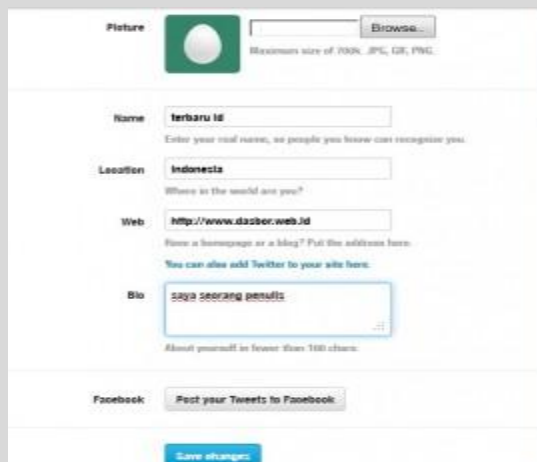 Picture
Browse...
Maximum size of 700k. JPG, GIF, PNG.
Name
terbaru id
Enter your real name, so people you know can recognize you.
Location
Indonesia
Where in the world are you?
Web
http://www.dasbor.web.id
Have a homepage or a blog? Put the address here.
You can also add Twitter to your site here.
Bio
saya seorang penulis
About yourself in fewer than 160 chars.
Facebook
Post your Tweets to Facebook
Save changes